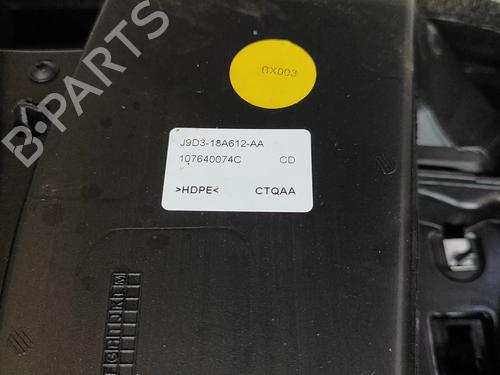 B-PARTS
BX003
J9D3-18A612-AA
107640074C CD
>HDPE< CTQAA